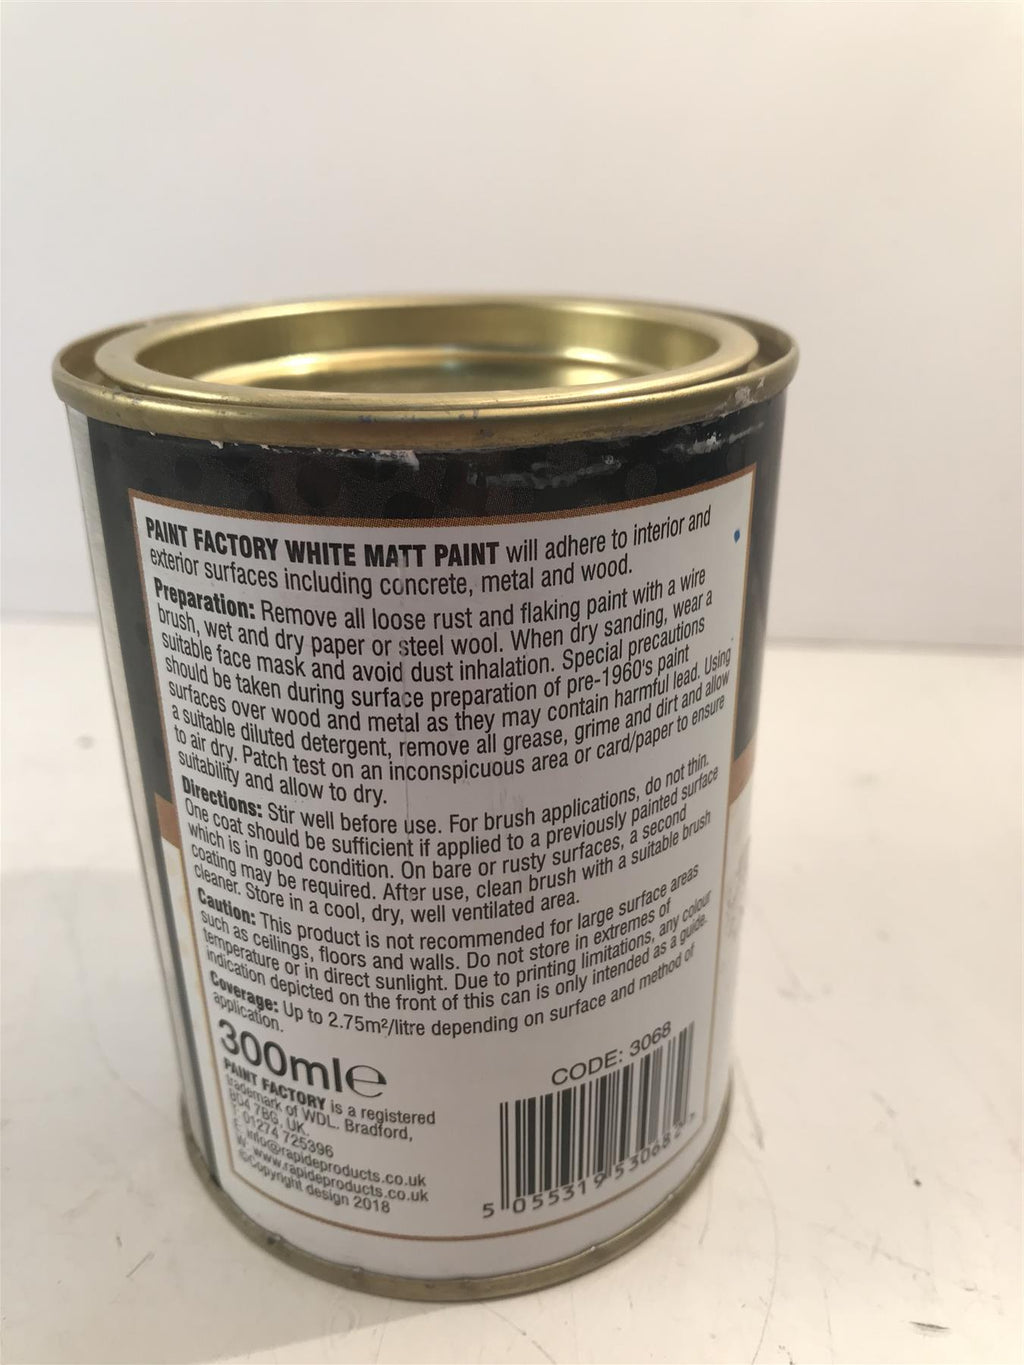 PAINT FACTORY WHITE MATT PAINT will adhere to interior and
exterior surfaces including concrete, metal and wood.
Preparation: Remove all loose rust and flaking paint with a wire
brush, wet and dry paper or steel wool. When dry sanding, wear a
suitable face mask and avoid dust inhalation. Special precautions
should be taken during surface preparation of pre-1960's paint
surfaces over wood and metal as they may contain harmful lead. Using
a suitable diluted detergent, remove all grease, grime and dirt and allow
to air dry. Patch test on an inconspicuous area or card/paper to ensure
suitability and allow to dry.
Directions: Stir well before use. For brush applications, do not thin.
One coat should be sufficient if applied to a previously painted surface
which is in good condition. On bare or rusty surfaces, a second
coating may be required. After use, clean brush with a suitable brush
cleaner. Store in a cool, dry, well ventilated area.
Caution: This product is not recommended for large surface areas
such as ceilings, floors and walls. Do not store in extremes of
temperature or in direct sunlight. Due to printing limitations, any colour
indication depicted on the front of this can is only intended as a guide.
Coverage: Up to 2.75m²/litre depending on surface and method of
application.
300ml℮
CODE: 3068
PAINT FACTORY is a registered
trademark of WDL. Bradford,
BD4 7BG, UK.
T: 01274 725396
E: info@rapideproducts.co.uk
W: www.rapideproducts.co.uk
©Copyright design 2018
5 055319 530682